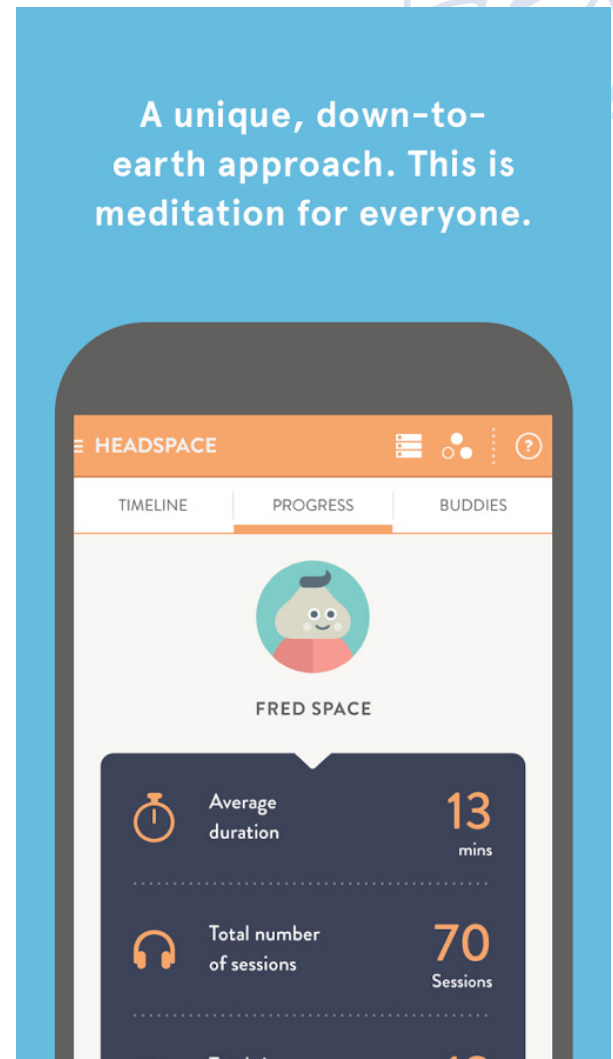 A unique, down-to-
earth approach. This is
meditation for everyone.
HEADSPACE
?
TIMELINE PROGRESS BUDDIES
FRED SPACE
Average
duration
13
mins
Total number
of sessions
70
Sessions